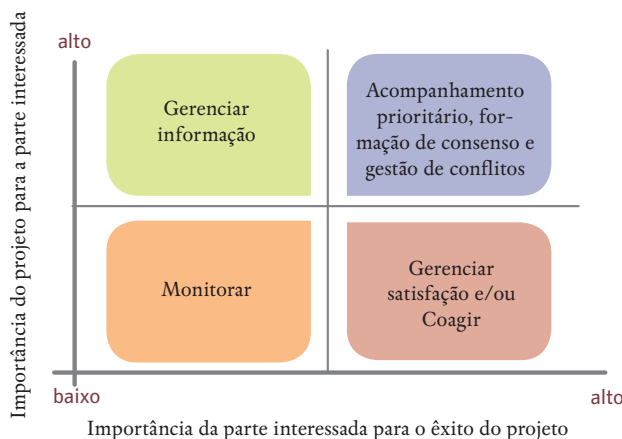 Importância do projeto para a parte interessada
alto
Gerenciar
informação
Acompanhamento
prioritário, for-
mação de consenso e
gestão de conflitos
Monitorar
Gerenciar
satisfação e/ou
Coagir
baixo
alto
Importância da parte interessada para o êxito do projeto